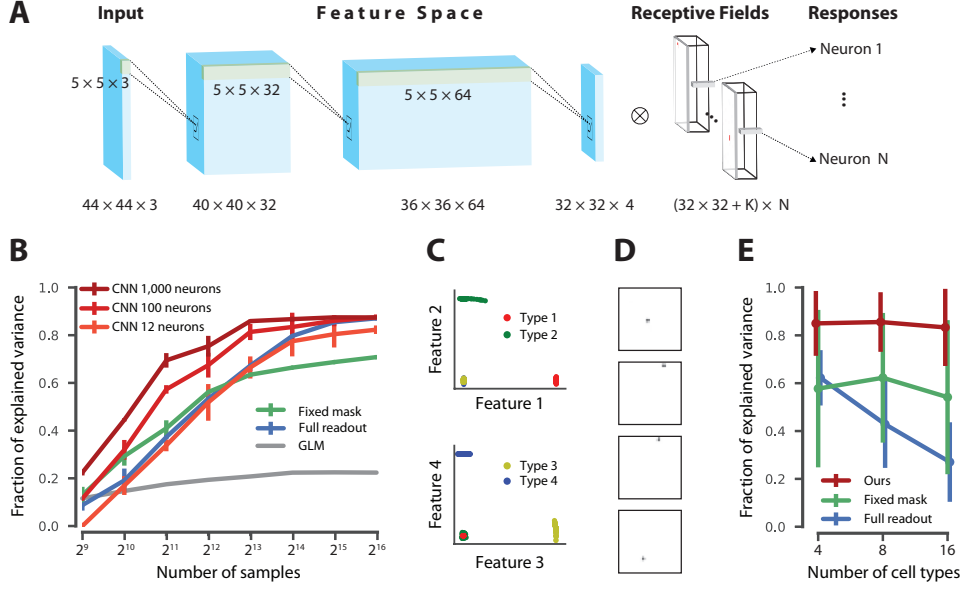 A
Input
Feature Space
Receptive Fields
Responses
5 × 5 × 3
5 × 5 × 32
5 × 5 × 64
Neuron 1
⋮
Neuron N
44 × 44 × 3
40 × 40 × 32
36 × 36 × 64
32 × 32 × 4
(32 × 32 + K) × N
B
Fraction of explained variance
1.0
0.8
0.6
0.4
0.2
0.0
CNN 1,000 neurons
CNN 100 neurons
CNN 12 neurons
Fixed mask
Full readout
GLM
2⁹ 2¹⁰ 2¹¹ 2¹² 2¹³ 2¹⁴ 2¹⁵ 2¹⁶
Number of samples
C
Feature 2
Type 1
Type 2
Feature 1
Feature 4
Type 3
Type 4
Feature 3
D
E
Fraction of explained variance
1.0
0.8
0.6
0.4
0.2
0.0
Ours
Fixed mask
Full readout
4 8 16
Number of cell types